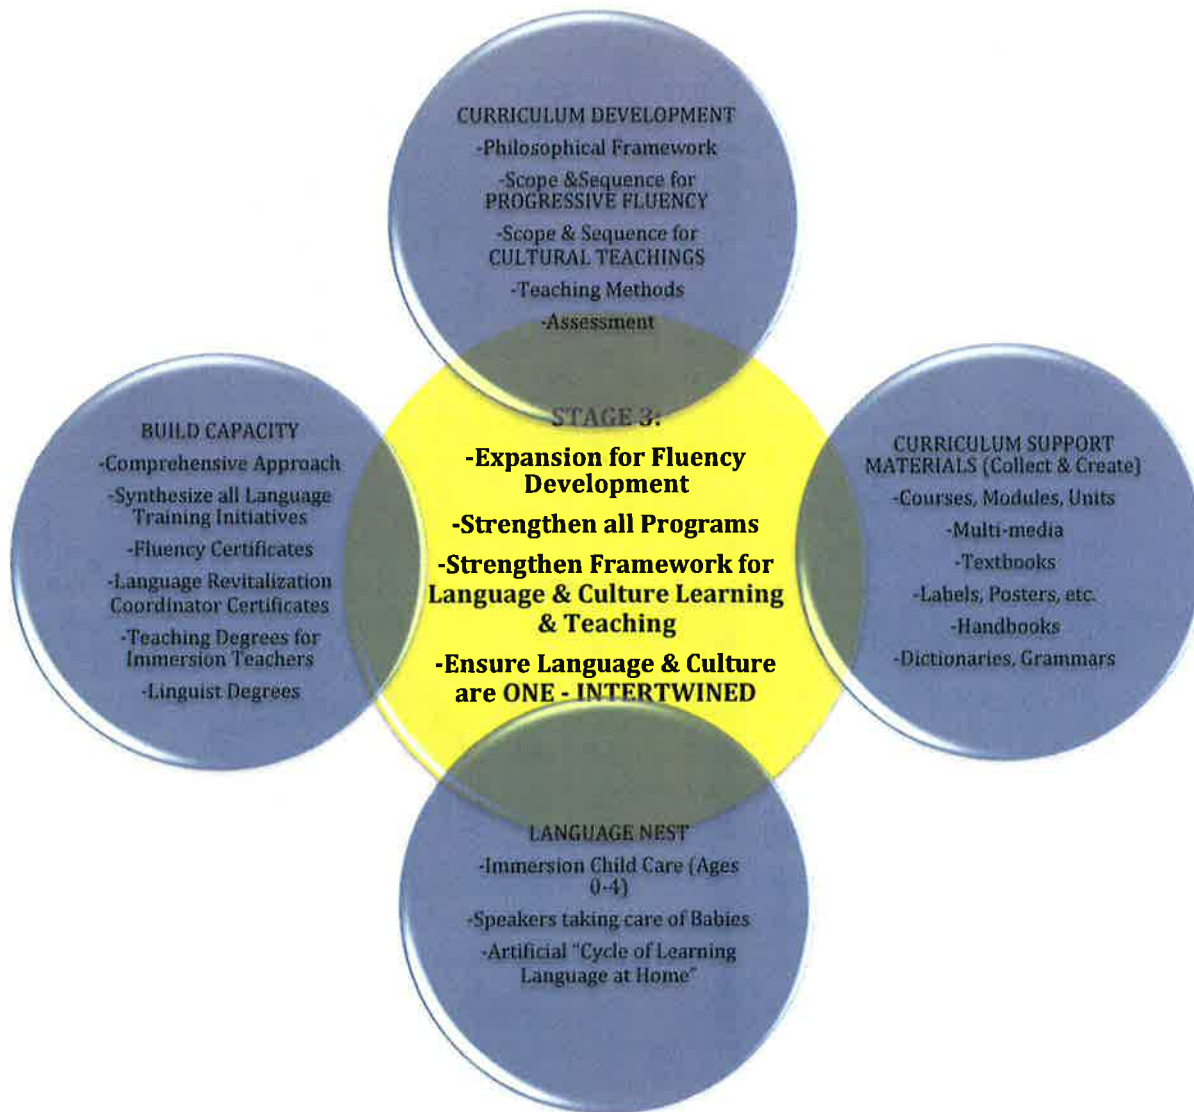 CURRICULUM DEVELOPMENT
-Philosophical Framework
-Scope &Sequence for
PROGRESSIVE FLUENCY
-Scope & Sequence for
CULTURAL TEACHINGS
-Teaching Methods
-Assessment
BUILD CAPACITY
-Comprehensive Approach
-Synthesize all Language
Training Initiatives
-Fluency Certificates
-Language Revitalization
Coordinator Certificates
-Teaching Degrees for
Immersion Teachers
-Linguist Degrees
STAGE 3:
-Expansion for Fluency
Development
-Strengthen all Programs
-Strengthen Framework for
Language & Culture Learning
& Teaching
-Ensure Language & Culture
are ONE - INTERTWINED
CURRICULUM SUPPORT
MATERIALS (Collect & Create)
-Courses, Modules, Units
-Multi-media
-Textbooks
-Labels, Posters, etc.
-Handbooks
-Dictionaries, Grammars
LANGUAGE NEST
-Immersion Child Care (Ages
0-4)
-Speakers taking care of Babies
-Artificial "Cycle of Learning
Language at Home"